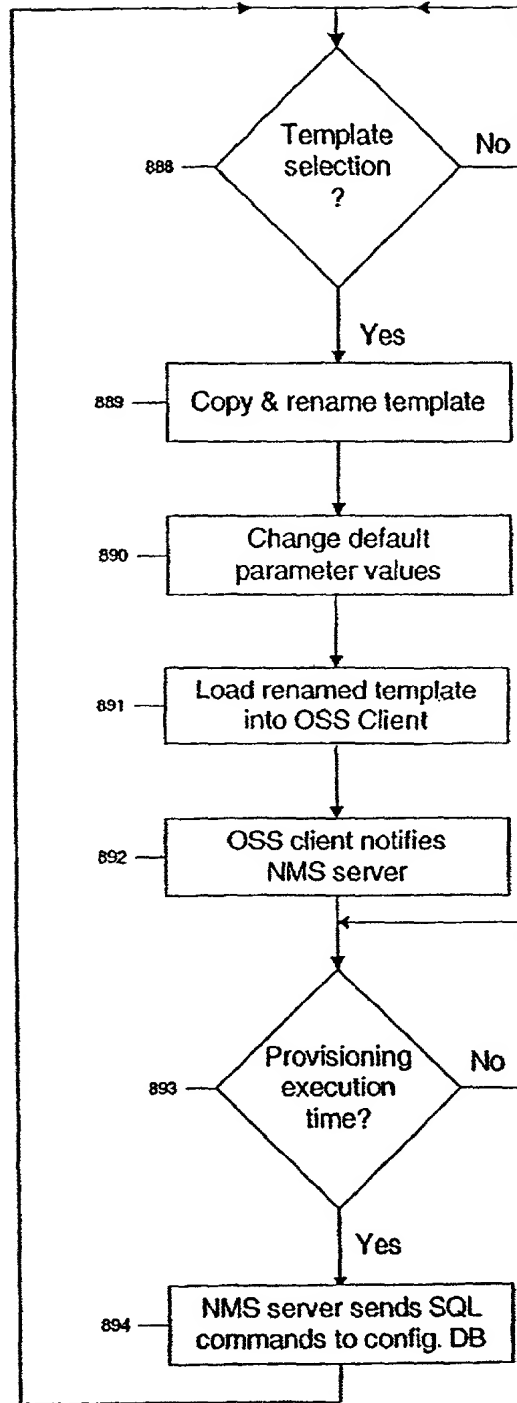 Template
selection
?
888
No
Yes
889
Copy & rename template
890
Change default
parameter values
891
Load renamed template
into OSS Client
892
OSS client notifies
NMS server
893
Provisioning
execution
time?
No
Yes
894
NMS server sends SQL
commands to config. DB